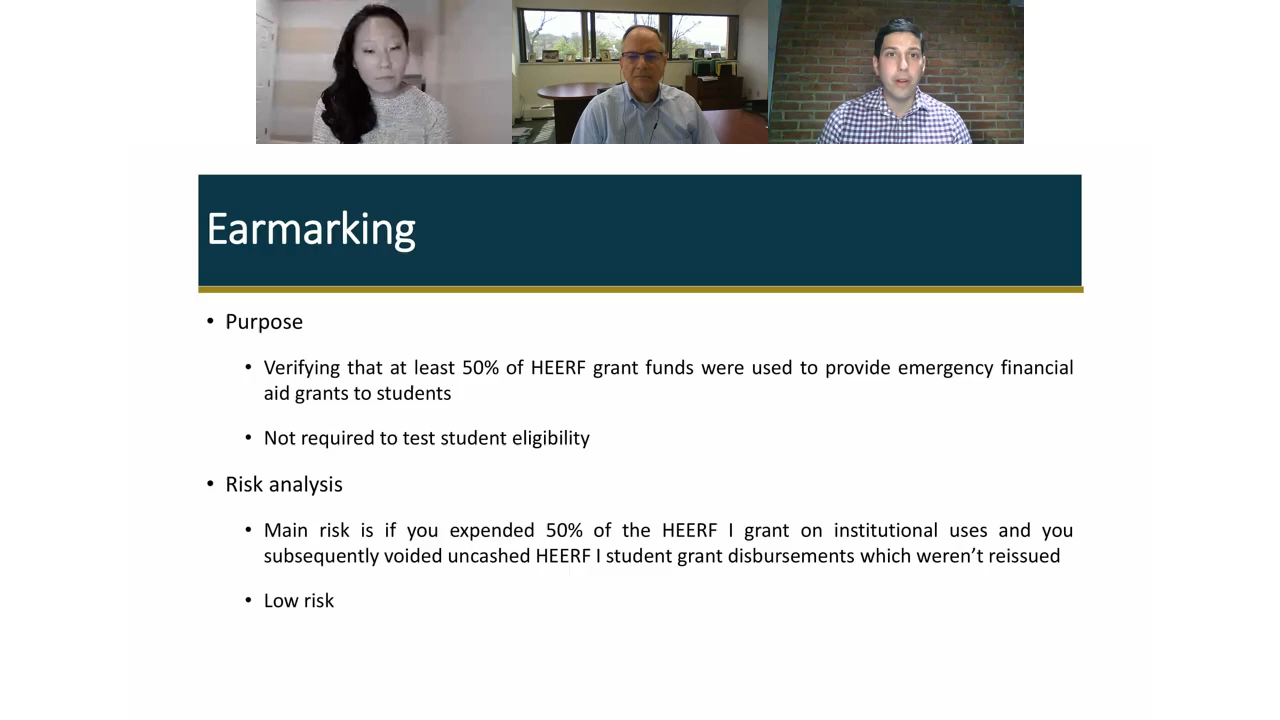 Earmarking
• Purpose
• Verifying that at least 50% of HEERF grant funds were used to provide emergency financial
aid grants to students
• Not required to test student eligibility
• Risk analysis
• Main risk is if you expended 50% of the HEERF I grant on institutional uses and you
subsequently voided uncashed HEERF I student grant disbursements which weren’t reissued
• Low risk